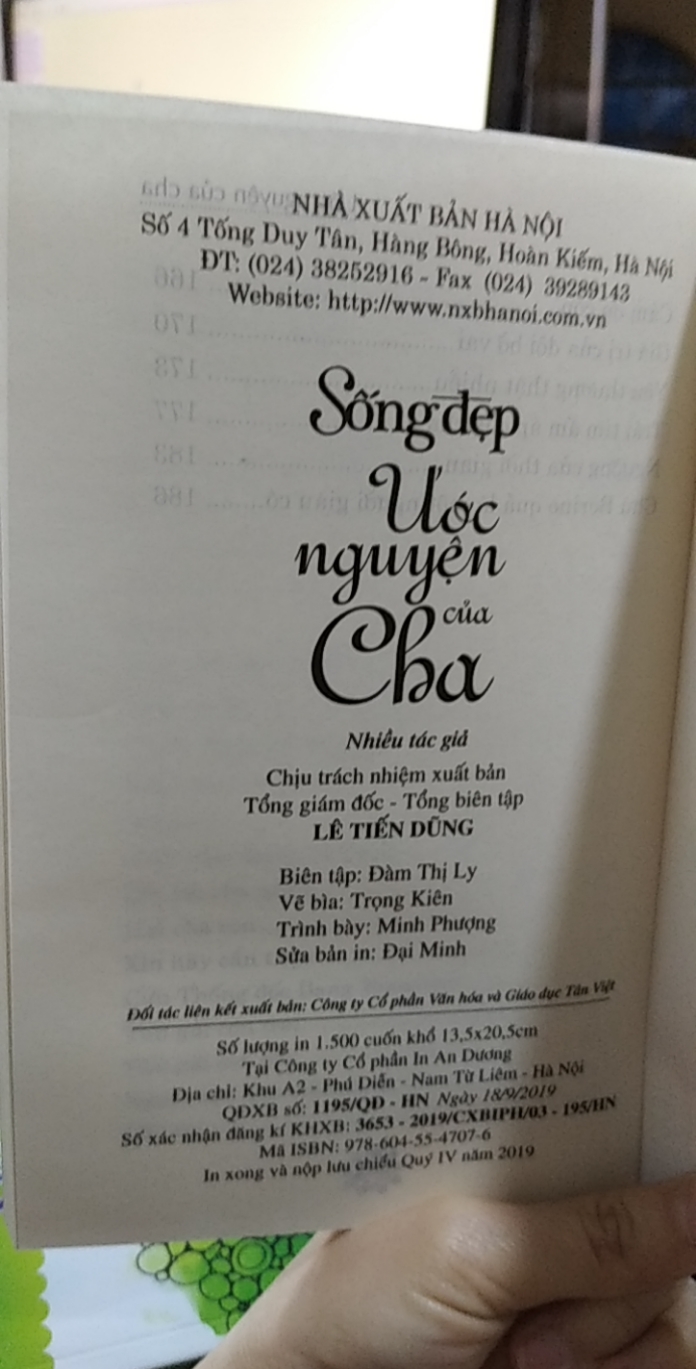 NHÀ XUẤT BẢN HÀ NỘI
Số 4 Tống Duy Tân, Hàng Bông, Hoàn Kiếm, Hà Nội
ĐT: (024) 38252916 - Fax (024) 39289143
Website: http://www.nxbhanoi.com.vn
Sống đẹp
Ước
nguyện
của
Cha
Nhiều tác giả
Chịu trách nhiệm xuất bản
Tổng giám đốc - Tổng biên tập
LÊ TIẾN DŨNG
Biên tập: Đàm Thị Ly
Vẽ bìa: Trọng Kiên
Trình bày: Minh Phượng
Sửa bản in: Đại Minh
Đối tác liên kết xuất bản: Công ty Cổ phần Văn hóa và Giáo dục Tân Việt
Số lượng in 1.500 cuốn khổ 13,5x20,5cm
Tại Công ty Cổ phần In An Dương
Địa chỉ: Khu A2 - Phú Diễn - Nam Từ Liêm - Hà Nội
QĐXB số: 1195/QĐ - HN Ngày 18/9/2019
Số xác nhận đăng kí KHXB: 3653 - 2019/CXBIPH/03 - 195/HN
Mã ISBN: 978-604-55-4707-6
In xong và nộp lưu chiểu Quý IV năm 2019